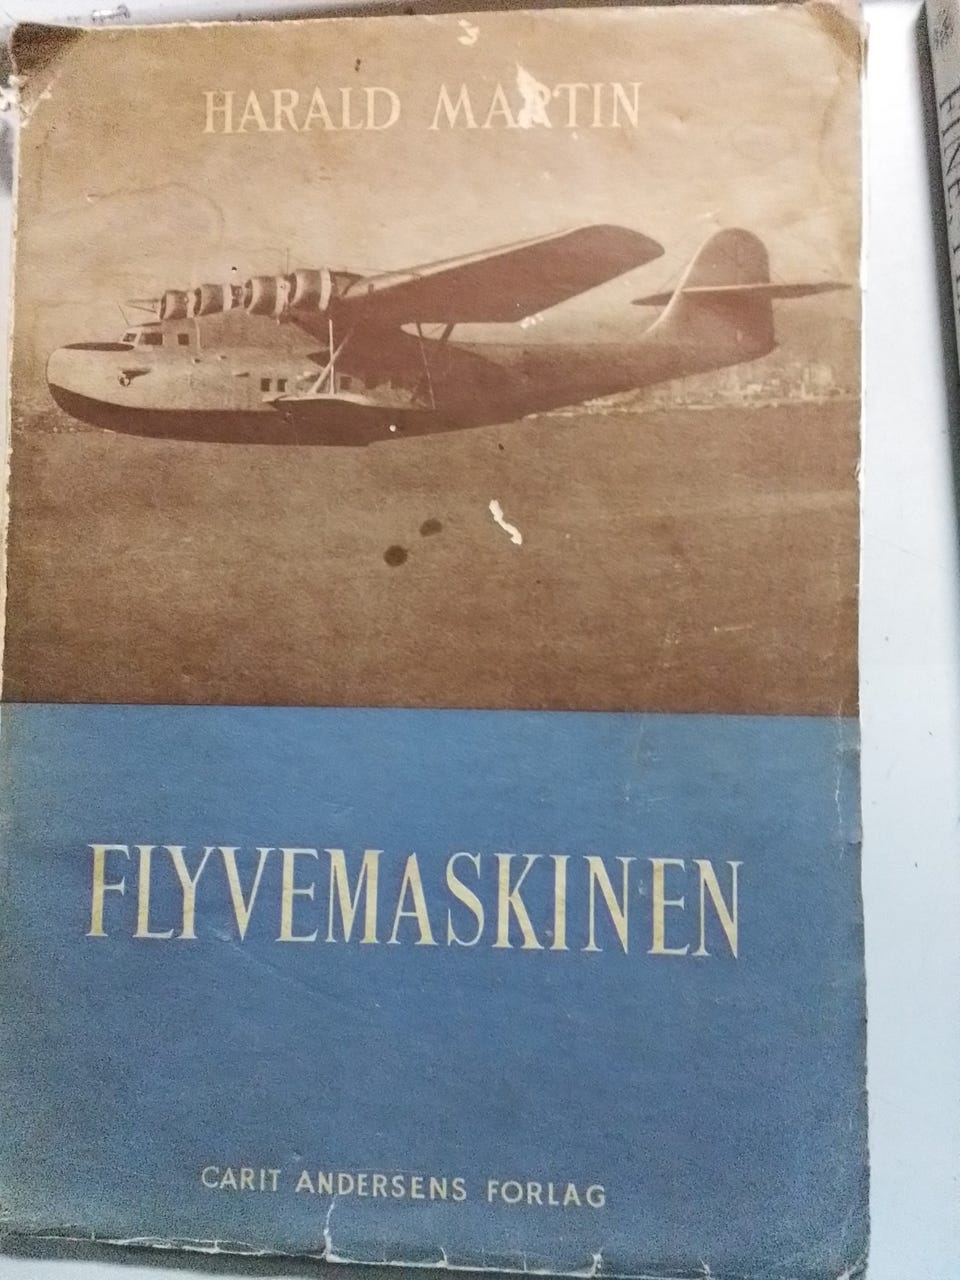 HARALD MARTIN
FLYVEMASKINEN
CARIT ANDERSENS FORLAG